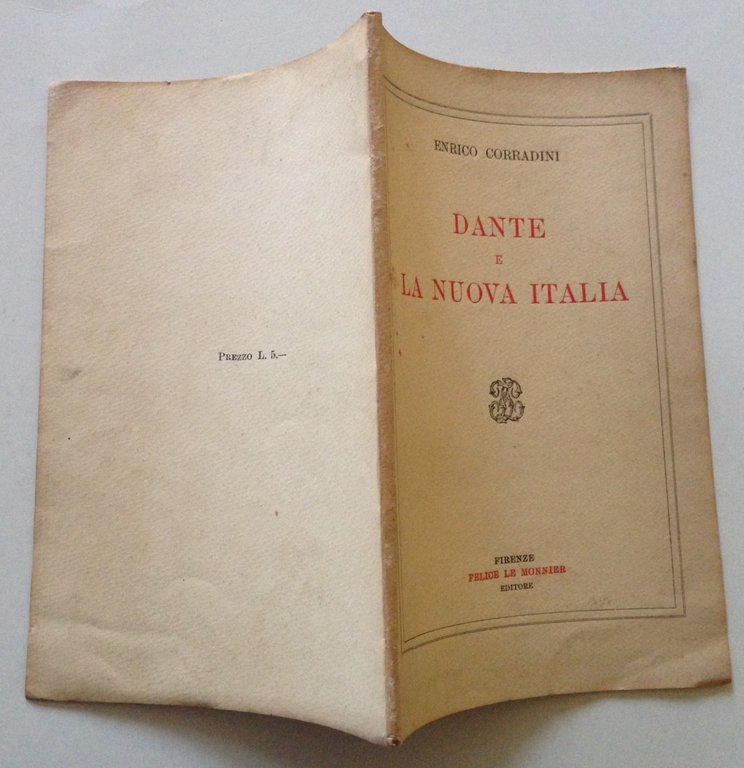 ENRICO CORRADINI
DANTE
E
LA NUOVA ITALIA
FIRENZE
FELICE LE MONNIER
EDITORE
PREZZO L. 5.—